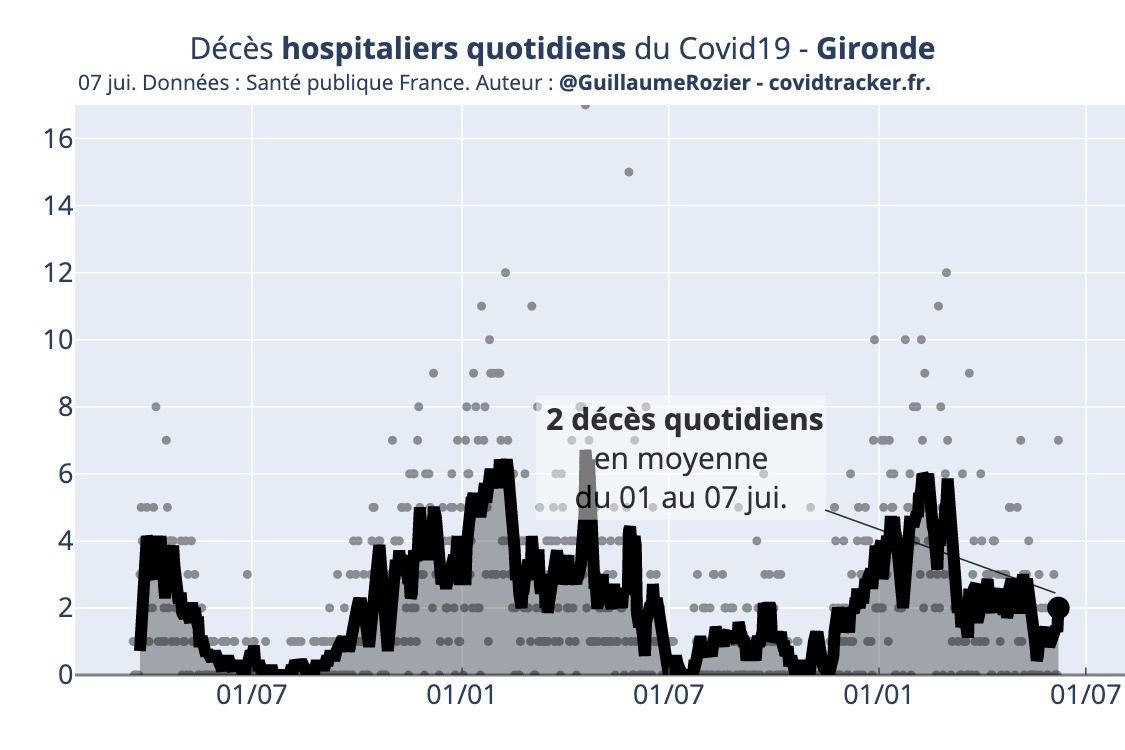 Décès hospitaliers quotidiens du Covid19 - Gironde
07 jui. Données : Santé publique France. Auteur : @GuillaumeRozier - covidtracker.fr.
16
14
12
10
8
6
4
2
0
2 décès quotidiens
en moyenne
du 01 au 07 jui.
01/07
01/01
01/07
01/01
01/07